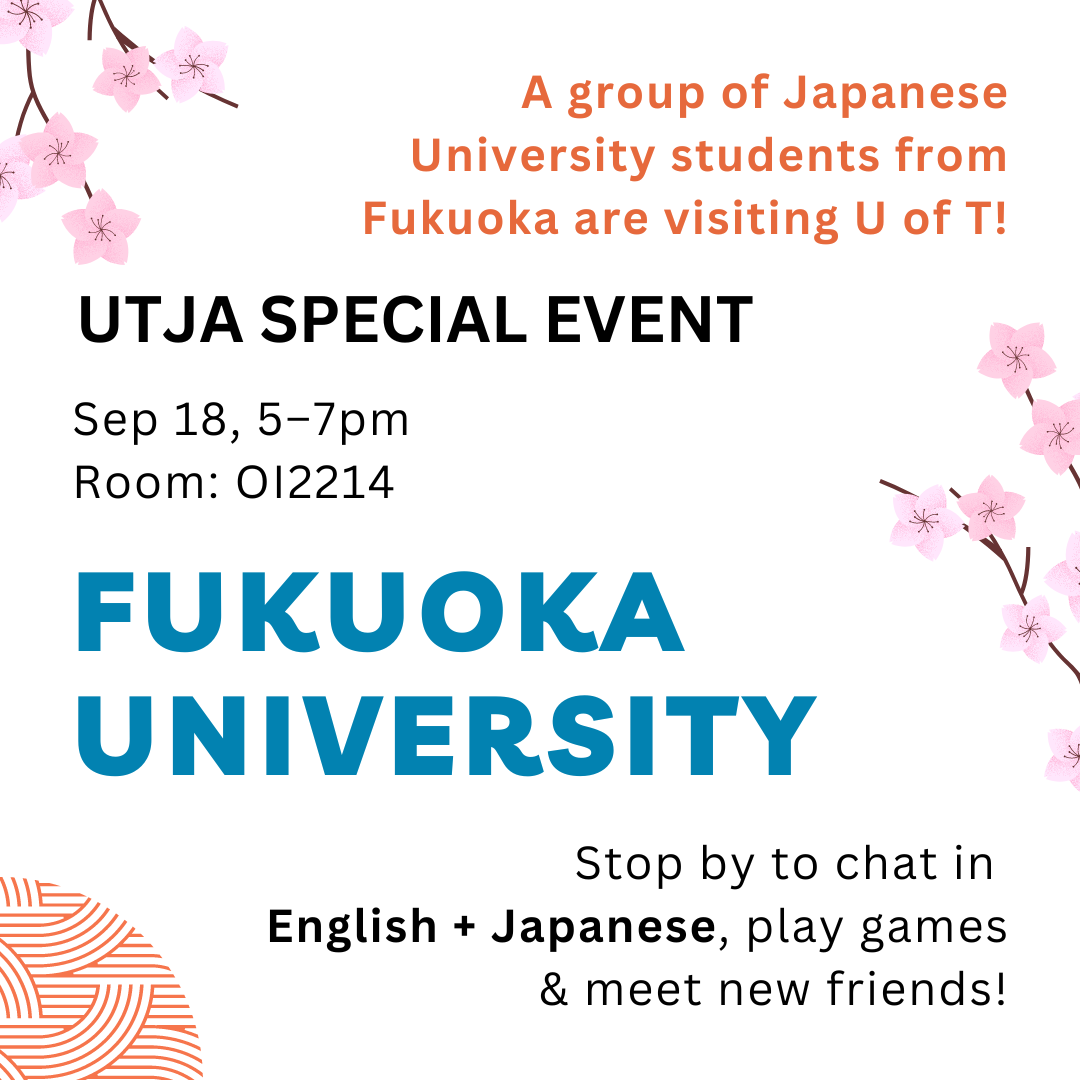 A group of Japanese
University students from
Fukuoka are visiting U of T!
UTJA SPECIAL EVENT
Sep 18, 5–7pm
Room: OI2214
FUKUOKA
UNIVERSITY
Stop by to chat in
English + Japanese, play games
& meet new friends!